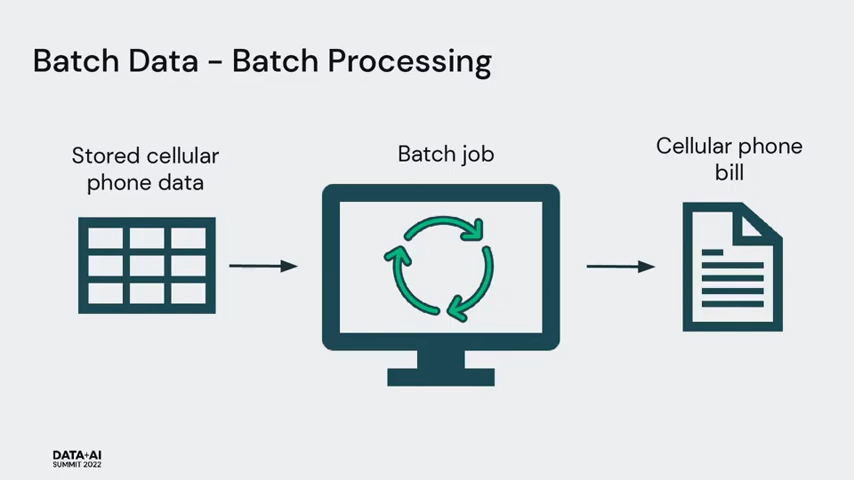 Batch Data - Batch Processing
Stored cellular
phone data
Batch job
Cellular phone
bill
DATA+AI
SUMMIT 2022